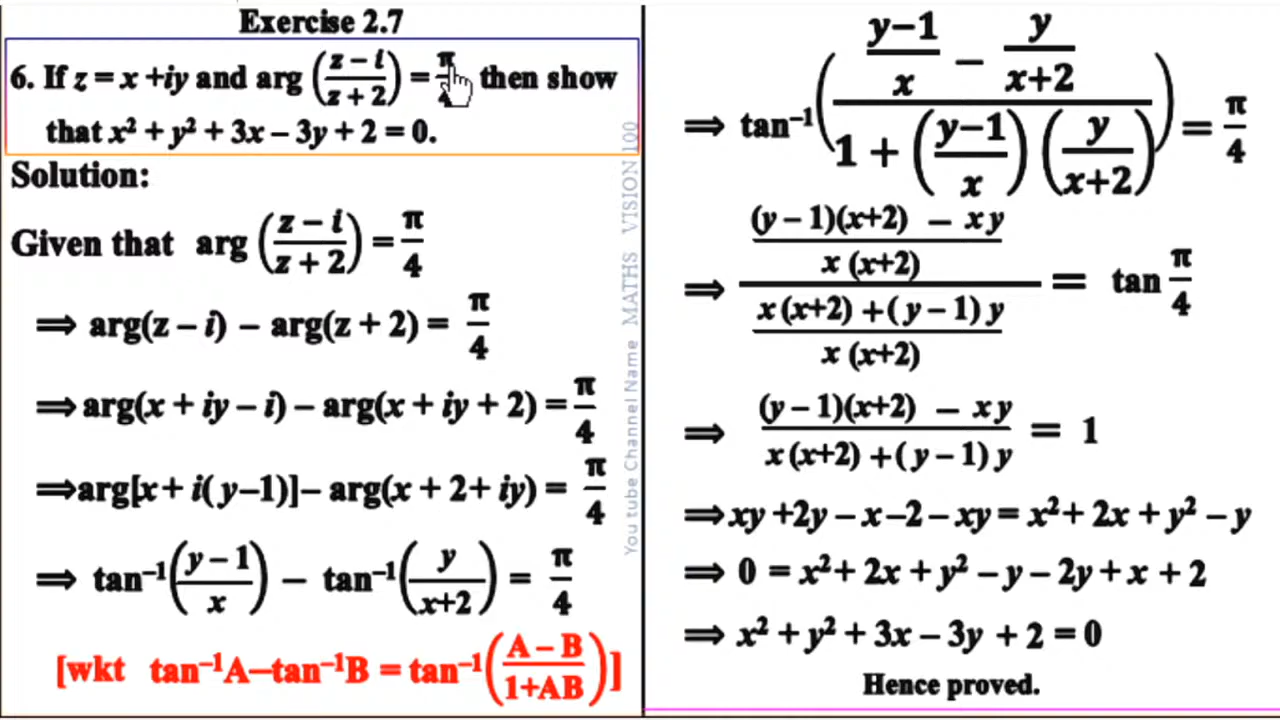 Exercise 2.7
6. If z = x +iy and arg ((z – i)/(z + 2)) = π/4 then show
that x² + y² + 3x – 3y + 2 = 0.
Solution:
Given that arg ((z – i)/(z + 2)) = π/4
⟹ arg(z – i) – arg(z + 2) = π/4
⟹ arg(x + iy – i) – arg(x + iy + 2) = π/4
⟹ arg[x + i( y–1)] – arg(x + 2+ iy) = π/4
⟹ tan⁻¹((y – 1)/x) – tan⁻¹(y/(x+2)) = π/4
[wkt tan⁻¹A–tan⁻¹B = tan⁻¹((A – B)/(1+AB))]
You tube Channel Name MATHS VISION 100
⟹ tan⁻¹(((y–1)/x – y/(x+2))/(1 + ((y–1)/x)(y/(x+2)))) = π/4
⟹ (((y – 1)(x+2) – x y)/(x (x+2)))/((x (x+2) +( y – 1) y)/(x (x+2))) = tan π/4
⟹ ((y – 1)(x+2) – x y)/(x (x+2) +( y – 1) y) = 1
⟹ xy +2y – x –2 – xy = x²+ 2x + y² – y
⟹ 0 = x²+ 2x + y² – y – 2y + x + 2
⟹ x² + y² + 3x – 3y + 2 = 0
Hence proved.